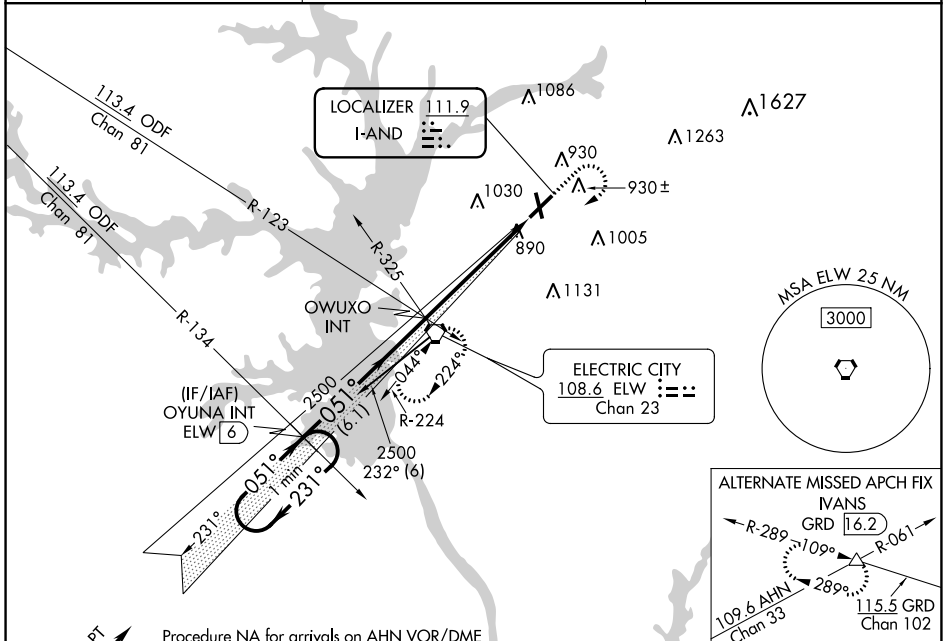 113.4 ODF
Chan 81
LOCALIZER 111.9
I-AND
1086
1627
1263
930
930 ±
1030
113.4 ODF
Chan 81
R-123
R-325
890
1005
1131
OWUXO
INT
MSA ELW 25 NM
3000
R-134
ELECTRIC CITY
108.6 ELW
Chan 23
044°
224°
R-224
(IF/IAF)
OYUNA INT
ELW 6
2500
051°
(6.1)
2500
232° (6)
051°
1 min
231°
231°
ALTERNATE MISSED APCH FIX
IVANS
GRD 16.2
R-289
109°
R-061
289°
109.6 AHN
Chan 33
115.5 GRD
Chan 102
Procedure NA for arrivals on AHN VOR/DME